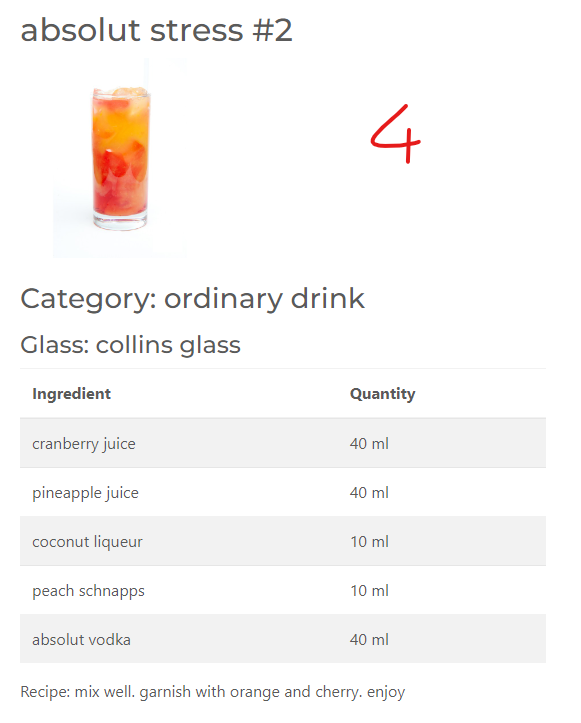 absolut stress #2
4
Category: ordinary drink
Glass: collins glass
Ingredient Quantity
cranberry juice 40 ml
pineapple juice 40 ml
coconut liqueur 10 ml
peach schnapps 10 ml
absolut vodka 40 ml
Recipe: mix well. garnish with orange and cherry. enjoy